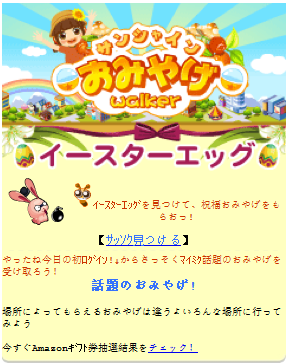 サンシャイン
おみやげ
walker
イースターエッグ
ｲｰｽﾀｰｴｯｸﾞを見つけて、祝福おみやげをも
らおっ!
【ｻｯｿｸ見つける】
やったね今日の初ﾛｸﾞｲﾝ!。からさっそくﾏｲﾐｸ話題のおみやげを
受け取ろう!
話題のおみやげ!
場所によってもらえるおみやげは違うよいろんな場所に行って
みよう
今すぐAmazonｷﾞﾌﾄ券抽選結果をチェック!